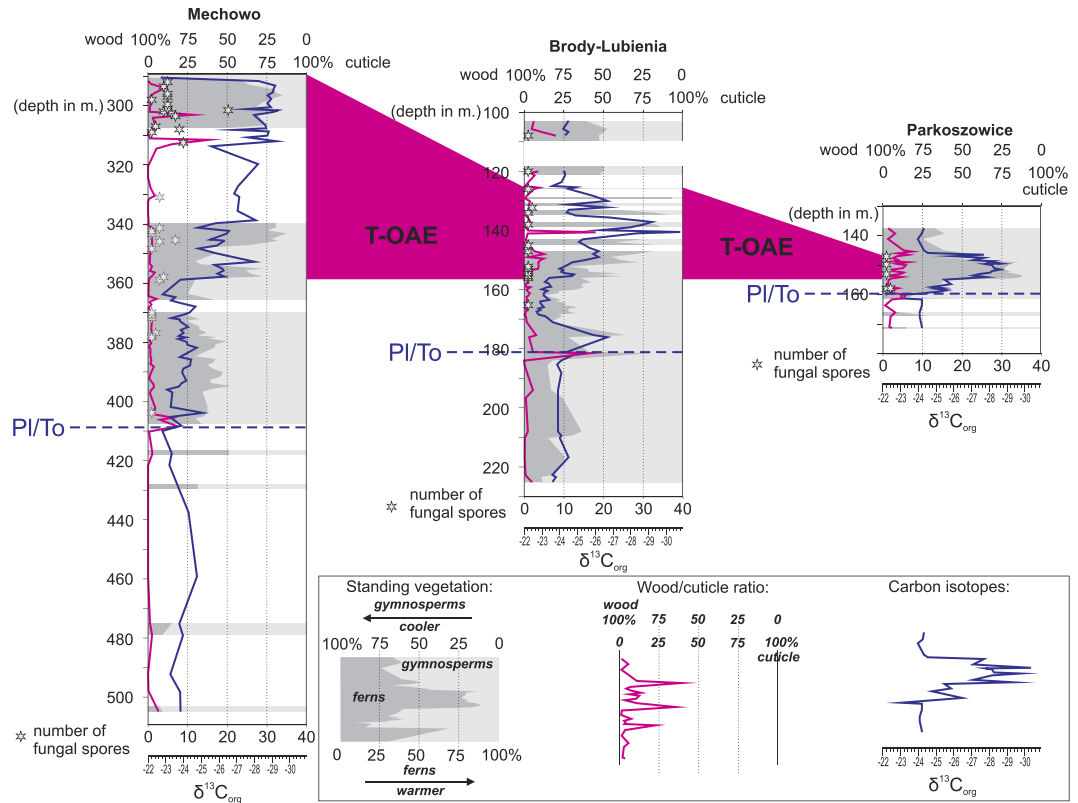 Mechowo
wood 100% 75 50 25 0
0 25 50 75 100% cuticle
(depth in m.)
300
320
340
360
380
400
420
440
460
480
500
Pl/To
number of
fungal spores
0 10 20 30 40
-22 -23 -24 -25 -26 -27 -28 -29 -30
δ13Corg
T-OAE
Brody-Lubienia
wood 100% 75 50 25 0
0 25 50 75 100% cuticle
(depth in m.)
100
120
140
160
180
200
220
Pl/To
number of
fungal spores
0 10 20 30 40
-22 -23 -24 -25 -26 -27 -28 -29 -30
δ13Corg
T-OAE
Parkoszowice
wood 100% 75 50 25 0
0 25 50 75 100%
cuticle
(depth in m.)
140
160
Pl/To
number of
fungal spores
0 10 20 30 40
-22 -23 -24 -25 -26 -27 -28 -29 -30
δ13Corg
Standing vegetation:
gymnosperms
cooler
100% 75 50 25 0
gymnosperms
ferns
0 25 50 75 100%
ferns
warmer
Wood/cuticle ratio:
wood
100% 75 50 25 0
0 25 50 75 100%
cuticle
Carbon isotopes:
-22 -23 -24 -25 -26 -27 -28 -29 -30
δ13Corg